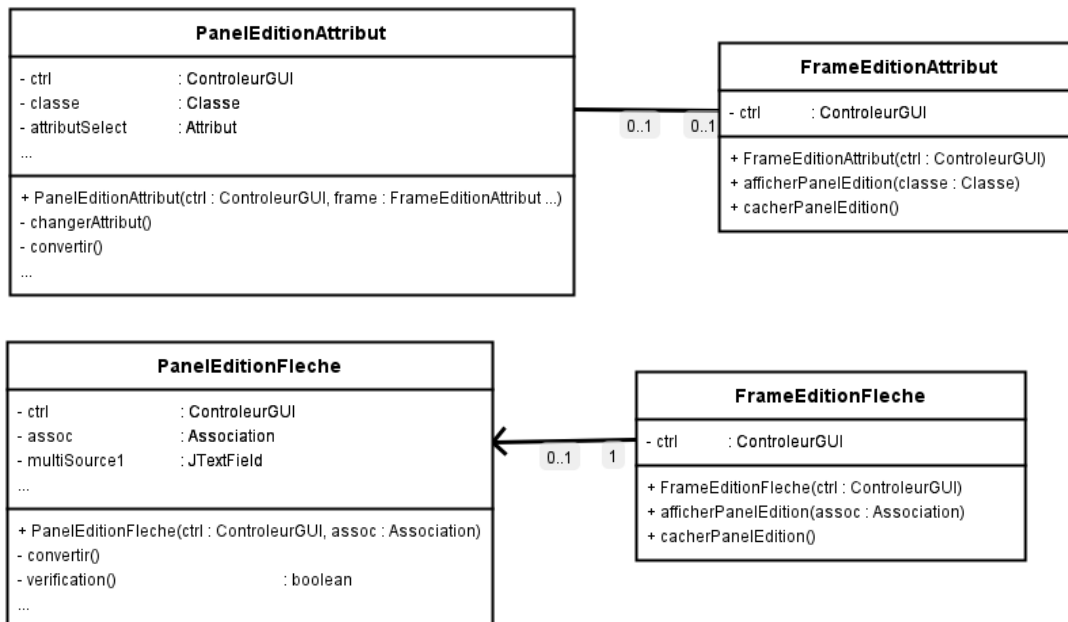 PanelEditionAttribut
- ctrl : ControleurGUI
- classe : Classe
- attributSelect : Attribut
...
+ PanelEditionAttribut(ctrl : ControleurGUI, frame : FrameEditionAttribut ...)
- changerAttribut()
- convertir()
...
0..1 0..1
FrameEditionAttribut
- ctrl : ControleurGUI
+ FrameEditionAttribut(ctrl : ControleurGUI)
+ afficherPanelEdition(classe : Classe)
+ cacherPanelEdition()
PanelEditionFleche
- ctrl : ControleurGUI
- assoc : Association
- multiSource1 : JTextField
...
+ PanelEditionFleche(ctrl : ControleurGUI, assoc : Association)
- convertir()
- verification() : boolean
...
0..1 1
FrameEditionFleche
- ctrl : ControleurGUI
+ FrameEditionFleche(ctrl : ControleurGUI)
+ afficherPanelEdition(assoc : Association)
+ cacherPanelEdition()